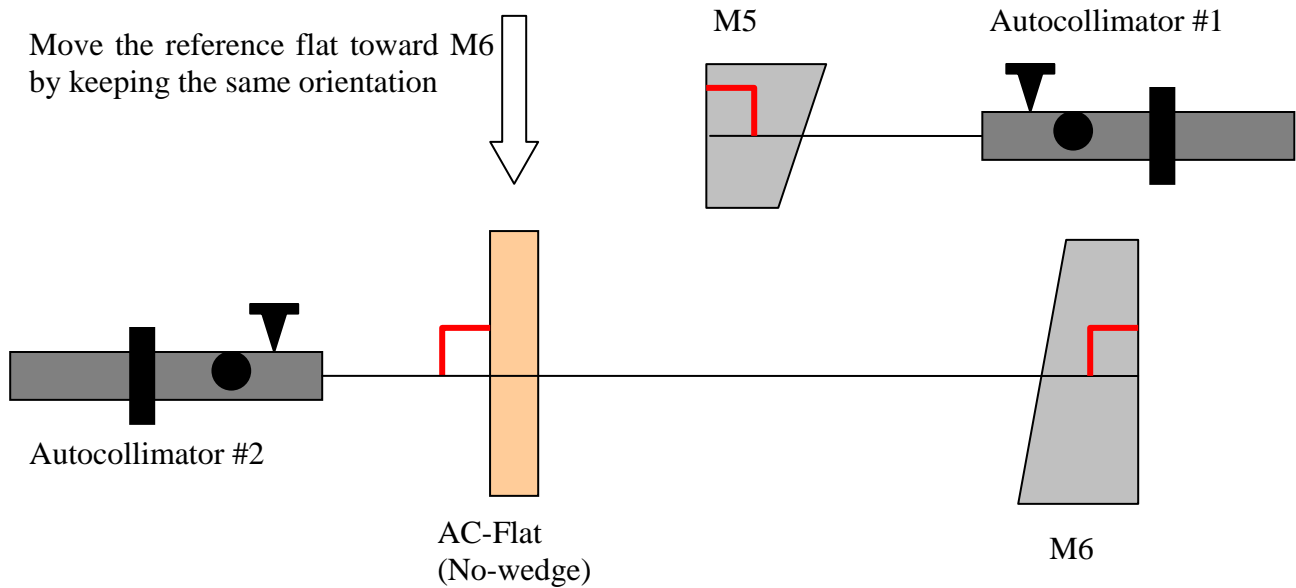 Move the reference flat toward M6
by keeping the same orientation
M5
Autocollimator #1
Autocollimator #2
AC-Flat
(No-wedge)
M6